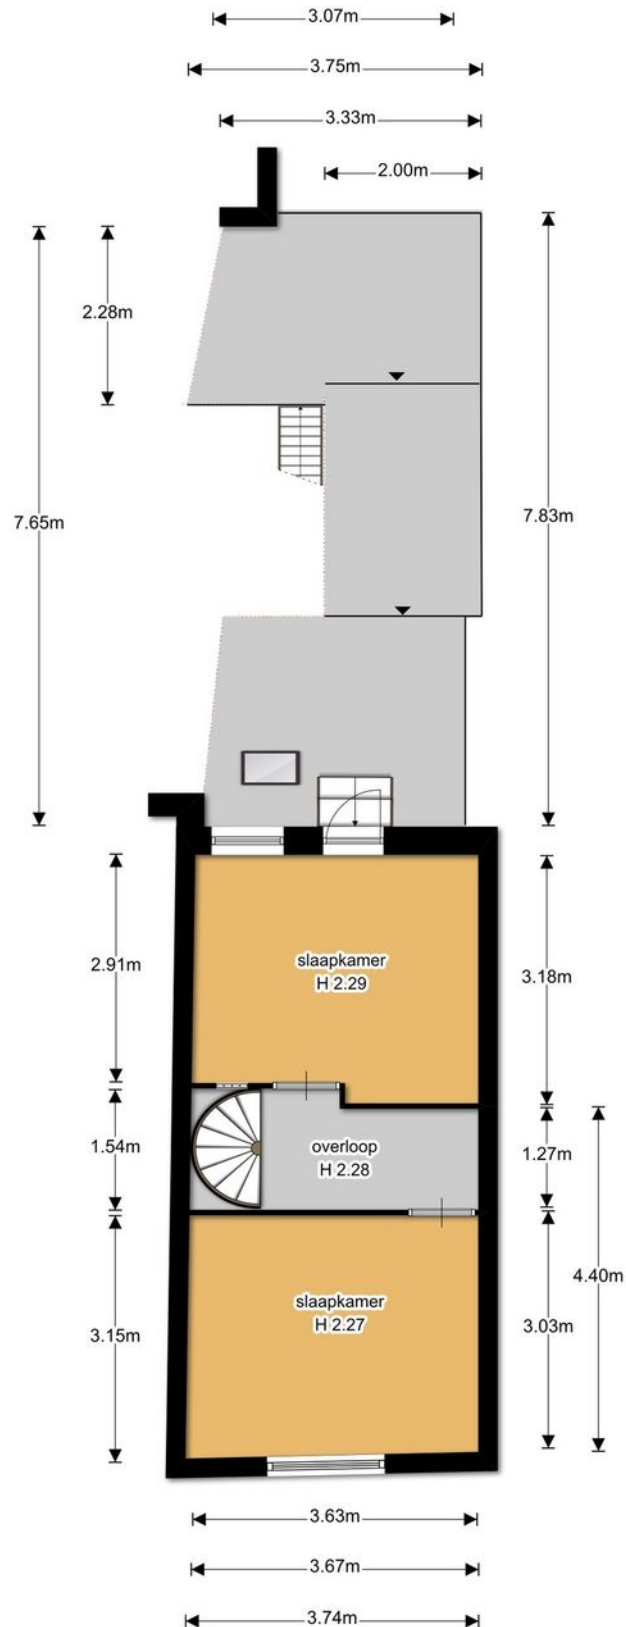 3.07m
3.75m
3.33m
2.00m
2.28m
7.65m
7.83m
slaapkamer
H 2.29
2.91m
3.18m
overloop
H 2.28
1.54m
1.27m
4.40m
slaapkamer
H 2.27
3.15m
3.03m
3.63m
3.67m
3.74m